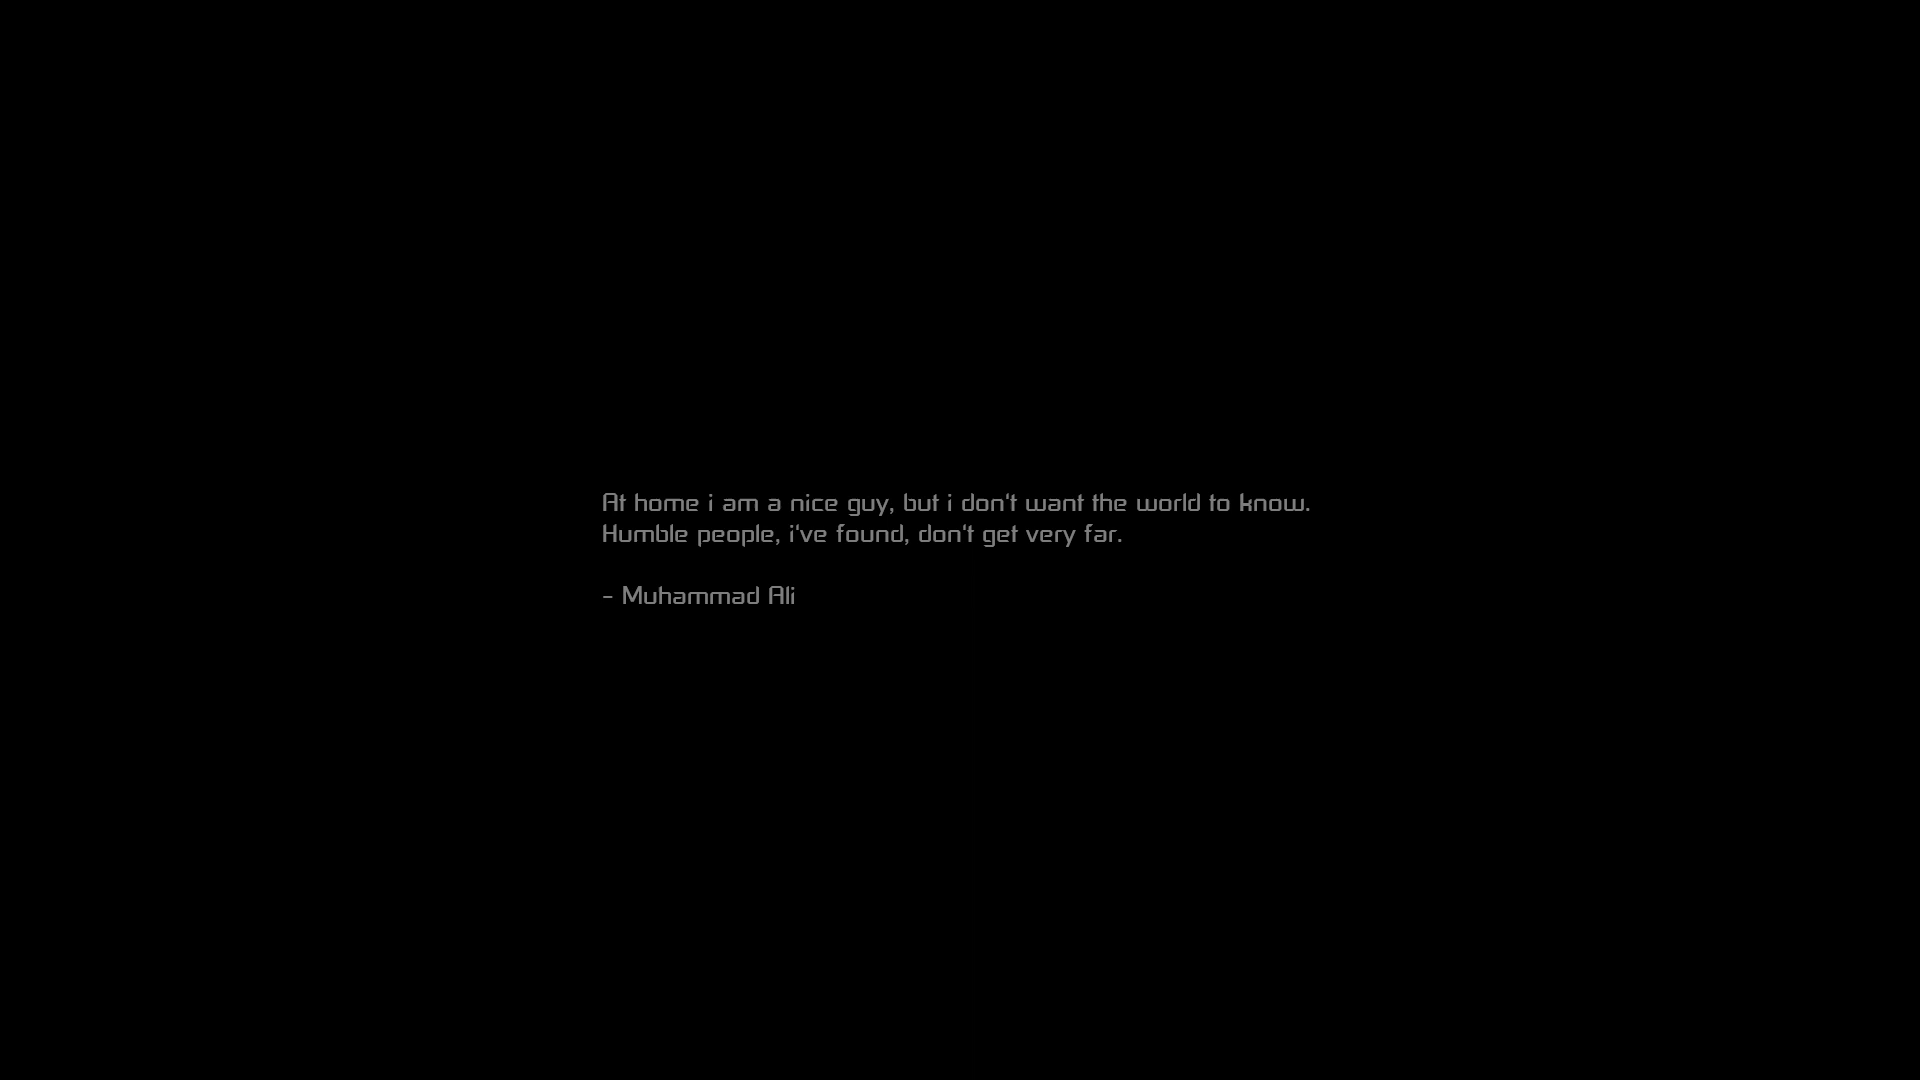 At home i am a nice guy, but i don't want the world to know.
Humble people, i've found, don't get very far.
- Muhammad Ali